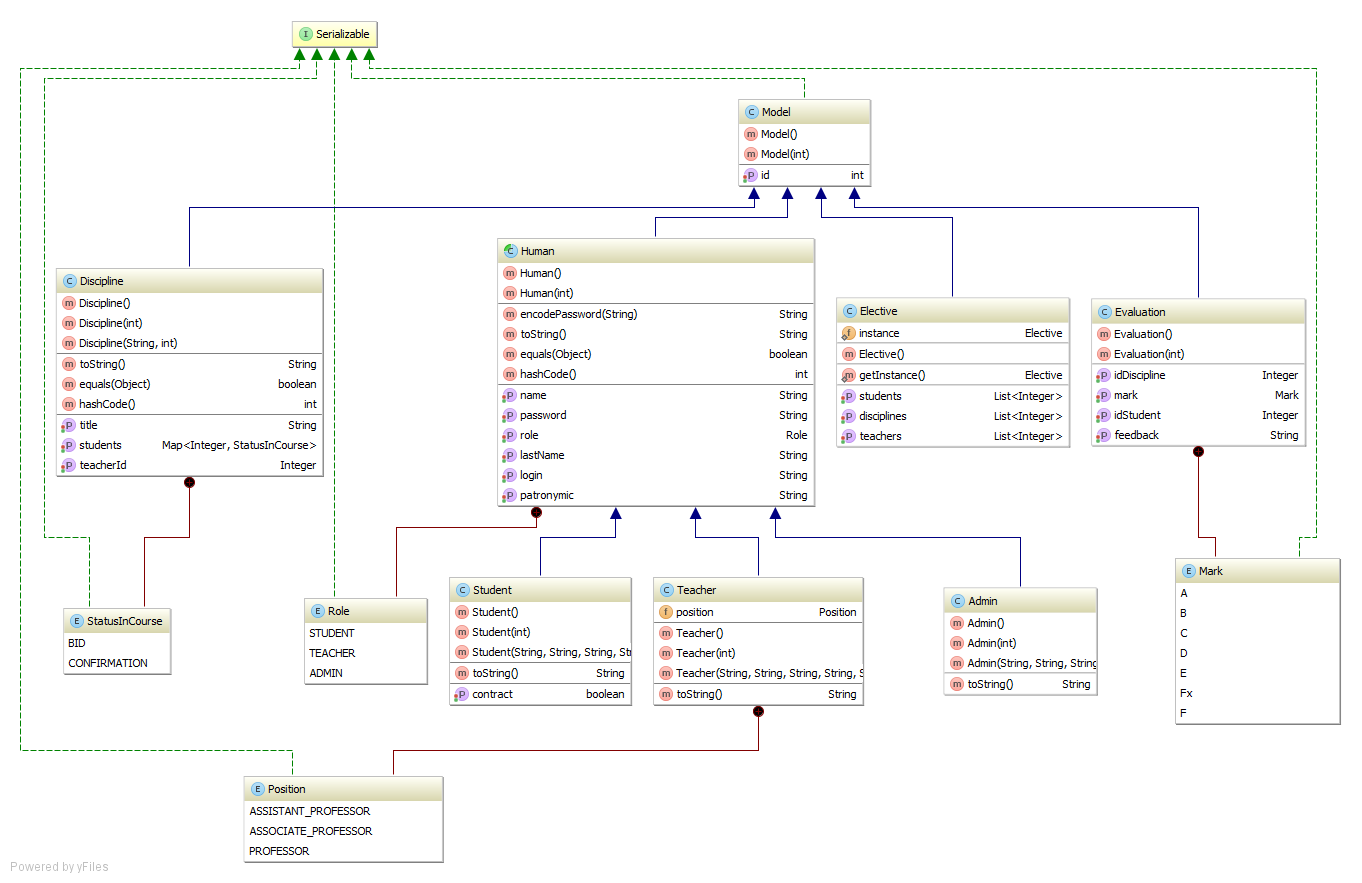 I Serializable
C Model
m Model()
m Model(int)
P id int
C Discipline
m Discipline()
m Discipline(int)
m Discipline(String, int)
m toString() String
m equals(Object) boolean
m hashCode() int
P title String
P students Map<Integer, StatusInCourse>
P teacherId Integer
C Human
m Human()
m Human(int)
m encodePassword(String) String
m toString() String
m equals(Object) boolean
m hashCode() int
P name String
P password String
P role Role
P lastName String
P login String
P patronymic String
C Elective
f instance Elective
m Elective()
m getInstance() Elective
P students List<Integer>
P disciplines List<Integer>
P teachers List<Integer>
C Evaluation
m Evaluation()
m Evaluation(int)
P idDiscipline Integer
P mark Mark
P idStudent Integer
P feedback String
E StatusInCourse
BID
CONFIRMATION
E Role
STUDENT
TEACHER
ADMIN
C Student
m Student()
m Student(int)
m Student(String, String, String, Str
m toString() String
P contract boolean
C Teacher
f position Position
m Teacher()
m Teacher(int)
m Teacher(String, String, String, String, S
m toString() String
C Admin
m Admin()
m Admin(int)
m Admin(String, String, String
m toString() String
E Mark
A
B
C
D
E
Fx
F
E Position
ASSISTANT_PROFESSOR
ASSOCIATE_PROFESSOR
PROFESSOR
Powered by yFiles